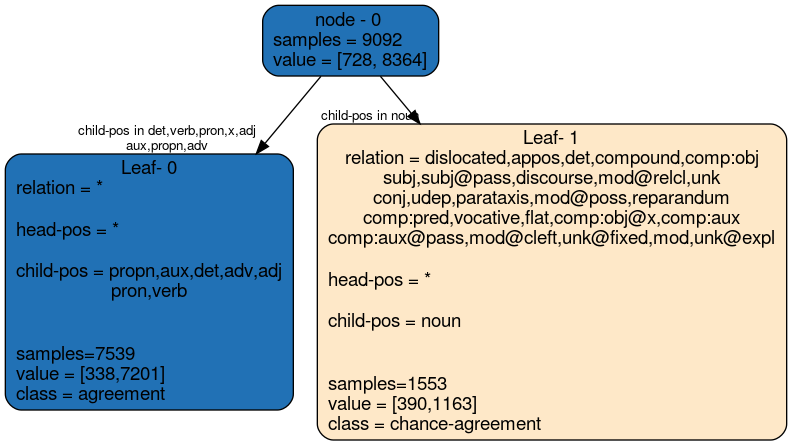 node - 0
samples = 9092
value = [728, 8364]
child-pos in det,verb,pron,x,adj
aux,propn,adv
child-pos in noun
Leaf- 0
relation = *
head-pos = *
child-pos = propn,aux,det,adv,adj
pron,verb
samples=7539
value = [338,7201]
class = agreement
Leaf- 1
relation = dislocated,appos,det,compound,comp:obj
subj,subj@pass,discourse,mod@relcl,unk
conj,udep,parataxis,mod@poss,reparandum
comp:pred,vocative,flat,comp:obj@x,comp:aux
comp:aux@pass,mod@cleft,unk@fixed,mod,unk@expl
head-pos = *
child-pos = noun
samples=1553
value = [390,1163]
class = chance-agreement